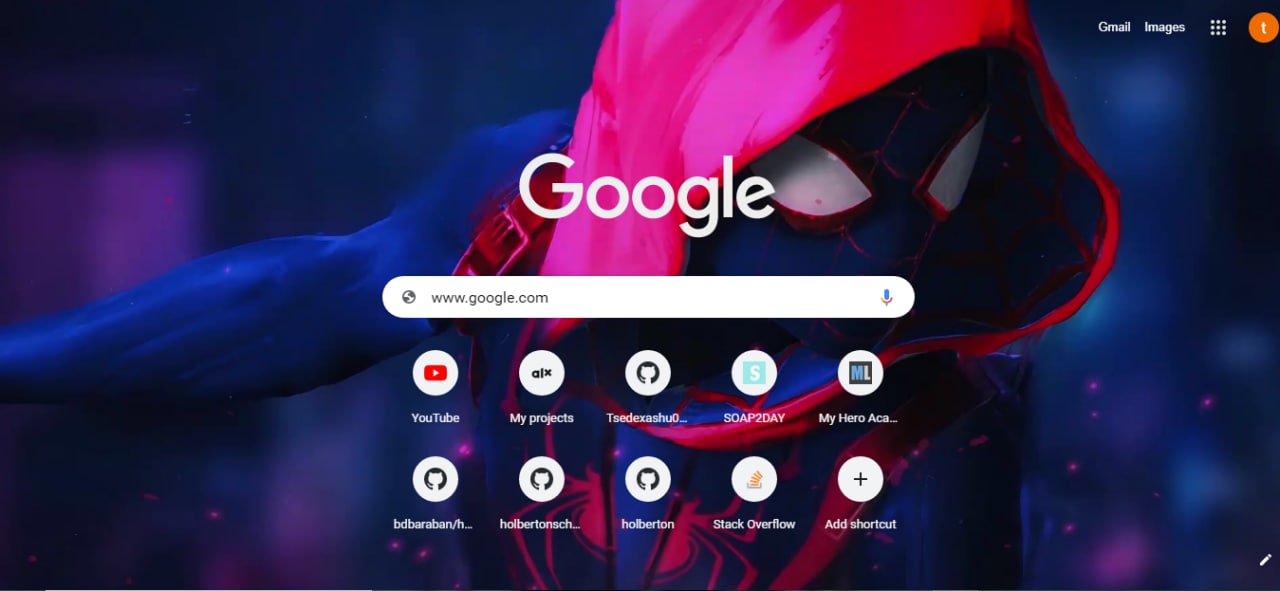 Gmail Images t
Google
www.google.com
YouTube My projects Tsedexashu0... SOAP2DAY My Hero Aca...
alx S ML
bdbaraban/h... holbertonsch... holberton Stack Overflow Add shortcut